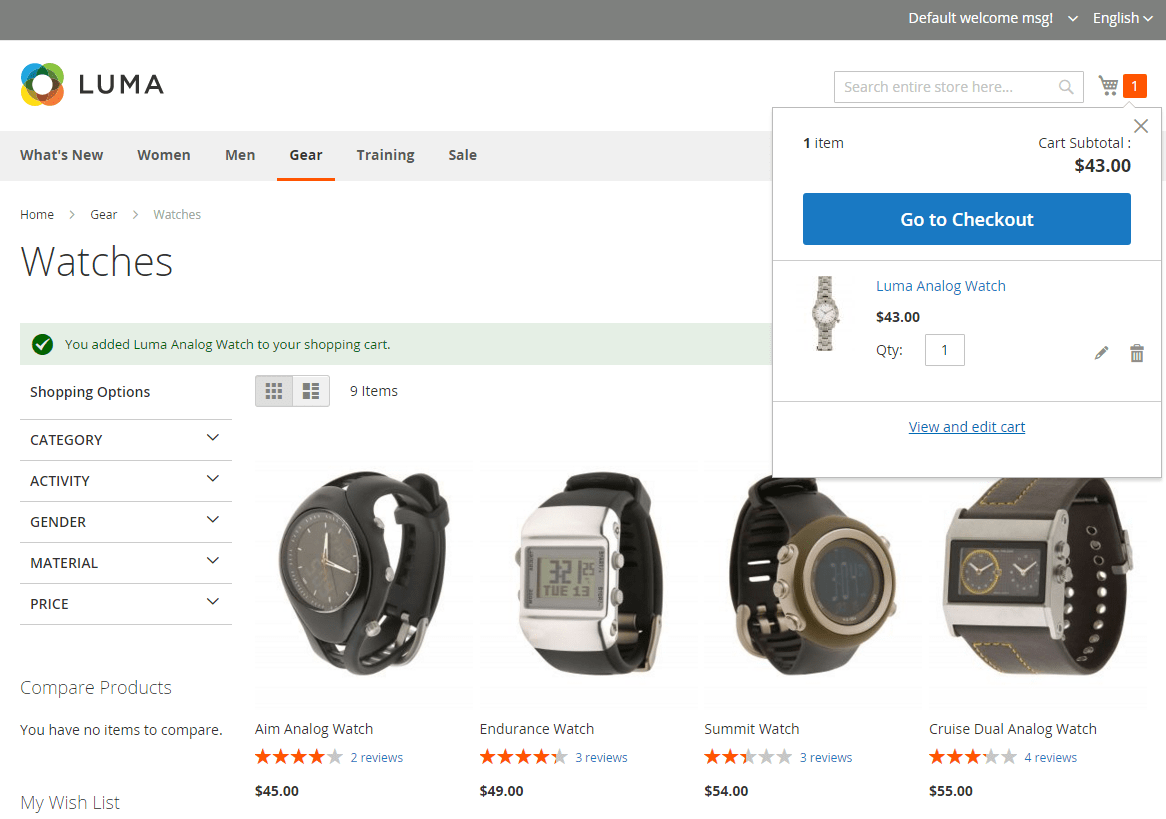 Default welcome msg! English
LUMA
Search entire store here... 1
What's New Women Men Gear Training Sale
1 item Cart Subtotal :
$43.00
Go to Checkout
Luma Analog Watch
$43.00
Qty: 1
View and edit cart
Home Gear Watches
Watches
You added Luma Analog Watch to your shopping cart.
Shopping Options
CATEGORY
ACTIVITY
GENDER
MATERIAL
PRICE
Compare Products
You have no items to compare.
My Wish List
9 Items
TUE 13
Aim Analog Watch
2 reviews
$45.00
Endurance Watch
3 reviews
$49.00
Summit Watch
3 reviews
$54.00
Cruise Dual Analog Watch
4 reviews
$55.00